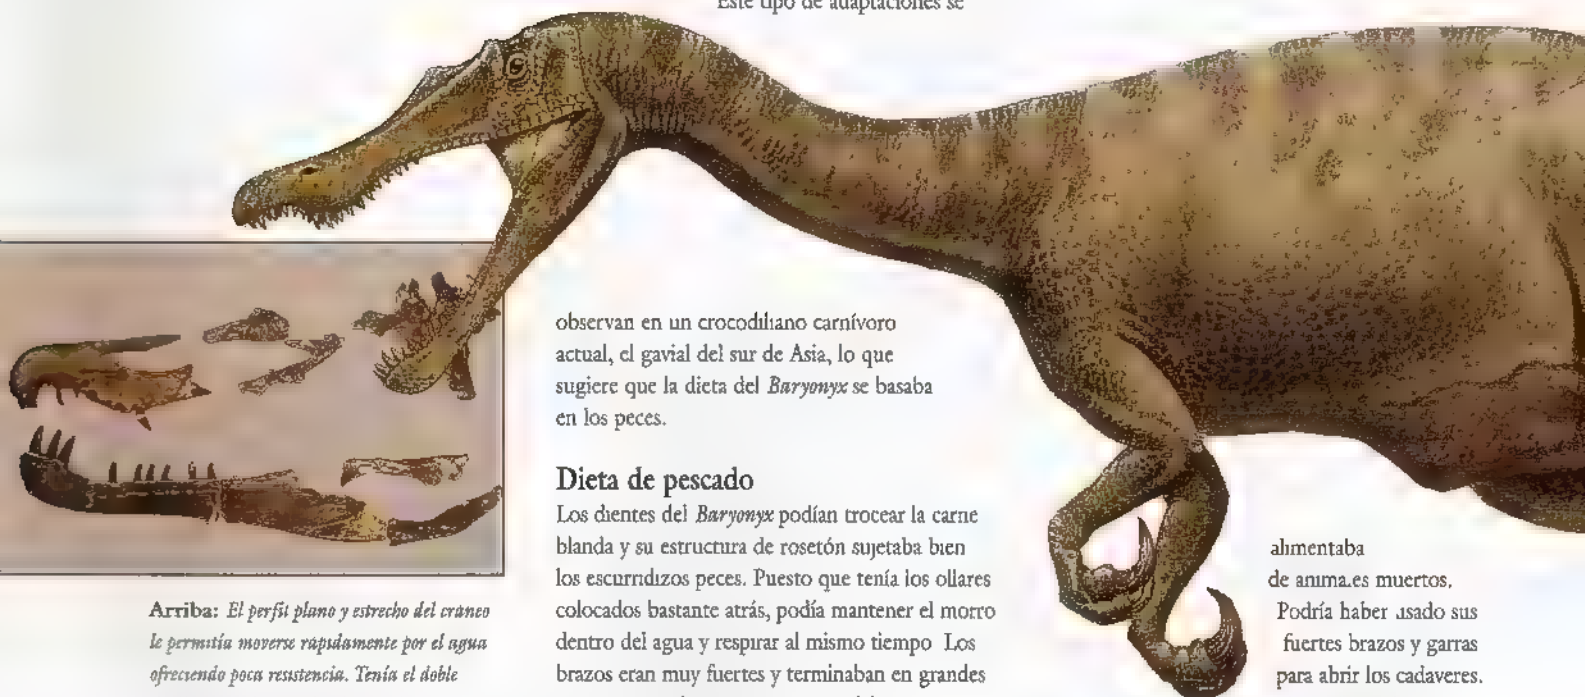 Este tipo de adaptaciones se
observan en un crocodiliano carnívoro
actual, el gavial del sur de Asia, lo que
sugiere que la dieta del Baryonyx se basaba
en los peces.
Dieta de pescado
Los dientes del Baryonyx podían trocear la carne
blanda y su estructura de rosetón sujetaba bien
los escurridizos peces. Puesto que tenía los ollares
colocados bastante atrás, podía mantener el morro
dentro del agua y respirar al mismo tiempo Los
brazos eran muy fuertes y terminaban en grandes
alimentaba
de animales muertos.
Podría haber usado sus
fuertes brazos y garras
para abrir los cadaveres.
Arriba: El perfil plano y estrecho del cráneo
le permitía moverse rápidamente por el agua
ofreciendo poca resistencia. Tenía el doble